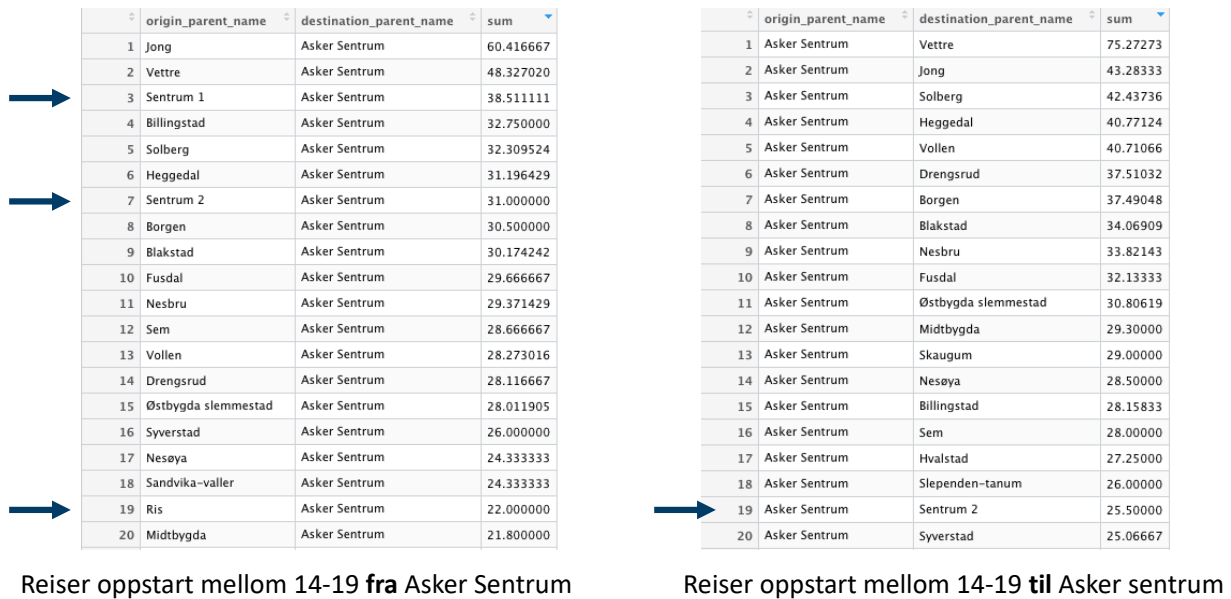 origin_parent_name destination_parent_name sum
1 Jong Asker Sentrum 60.416667
2 Vettre Asker Sentrum 48.327020
3 Sentrum 1 Asker Sentrum 38.511111
4 Billingstad Asker Sentrum 32.750000
5 Solberg Asker Sentrum 32.309524
6 Heggedal Asker Sentrum 31.196429
7 Sentrum 2 Asker Sentrum 31.000000
8 Borgen Asker Sentrum 30.500000
9 Blakstad Asker Sentrum 30.174242
10 Fusdal Asker Sentrum 29.666667
11 Nesbru Asker Sentrum 29.371429
12 Sem Asker Sentrum 28.666667
13 Vollen Asker Sentrum 28.273016
14 Drengsrud Asker Sentrum 28.116667
15 Østbygda slemmestad Asker Sentrum 28.011905
16 Syverstad Asker Sentrum 26.000000
17 Nesøya Asker Sentrum 24.333333
18 Sandvika-valler Asker Sentrum 24.333333
19 Ris Asker Sentrum 22.000000
20 Midtbygda Asker Sentrum 21.800000
Reiser oppstart mellom 14-19 fra Asker Sentrum
origin_parent_name destination_parent_name sum
1 Asker Sentrum Vettre 75.27273
2 Asker Sentrum Jong 43.28333
3 Asker Sentrum Solberg 42.43736
4 Asker Sentrum Heggedal 40.77124
5 Asker Sentrum Vollen 40.71066
6 Asker Sentrum Drengsrud 37.51032
7 Asker Sentrum Borgen 37.49048
8 Asker Sentrum Blakstad 34.06909
9 Asker Sentrum Nesbru 33.82143
10 Asker Sentrum Fusdal 32.13333
11 Asker Sentrum Østbygda slemmestad 30.80619
12 Asker Sentrum Midtbygda 29.30000
13 Asker Sentrum Skaugum 29.00000
14 Asker Sentrum Nesøya 28.50000
15 Asker Sentrum Billingstad 28.15833
16 Asker Sentrum Sem 28.00000
17 Asker Sentrum Hvalstad 27.25000
18 Asker Sentrum Slependen-tanum 26.00000
19 Asker Sentrum Sentrum 2 25.50000
20 Asker Sentrum Syverstad 25.06667
Reiser oppstart mellom 14-19 til Asker sentrum